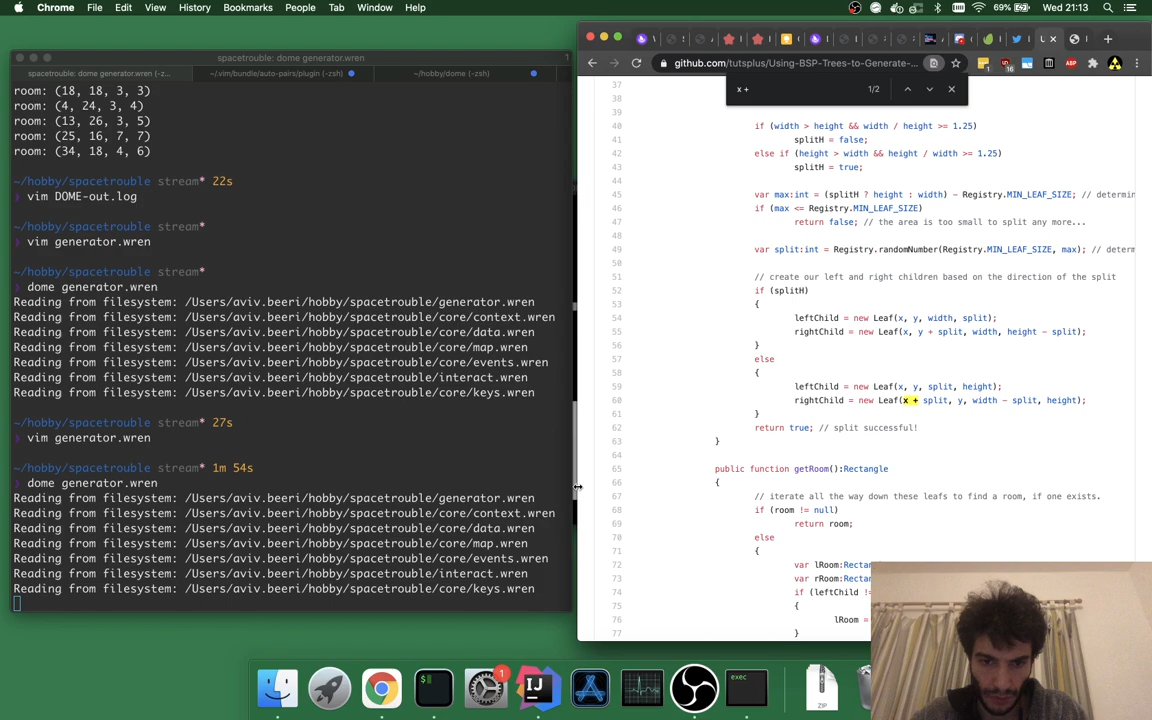 Chrome File Edit View History Bookmarks People Tab Window Help
69% Wed 21:13
spacetrouble: dome generator.wren
spacetrouble: dome generator.wren (-z... ~/.vim/bundle/auto-pairs/plugin (-zsh) ~/hobby/dome (-zsh)
room: (18, 18, 3, 3)
room: (4, 24, 3, 4)
room: (13, 26, 3, 5)
room: (25, 16, 7, 7)
room: (34, 18, 4, 6)
~/hobby/spacetrouble stream* 22s
❯ vim DOME-out.log
~/hobby/spacetrouble stream*
❯ vim generator.wren
~/hobby/spacetrouble stream*
❯ dome generator.wren
Reading from filesystem: /Users/aviv.beeri/hobby/spacetrouble/generator.wren
Reading from filesystem: /Users/aviv.beeri/hobby/spacetrouble/core/context.wren
Reading from filesystem: /Users/aviv.beeri/hobby/spacetrouble/core/data.wren
Reading from filesystem: /Users/aviv.beeri/hobby/spacetrouble/core/map.wren
Reading from filesystem: /Users/aviv.beeri/hobby/spacetrouble/core/events.wren
Reading from filesystem: /Users/aviv.beeri/hobby/spacetrouble/interact.wren
Reading from filesystem: /Users/aviv.beeri/hobby/spacetrouble/core/keys.wren
~/hobby/spacetrouble stream* 27s
❯ vim generator.wren
~/hobby/spacetrouble stream* 1m 54s
❯ dome generator.wren
Reading from filesystem: /Users/aviv.beeri/hobby/spacetrouble/generator.wren
Reading from filesystem: /Users/aviv.beeri/hobby/spacetrouble/core/context.wren
Reading from filesystem: /Users/aviv.beeri/hobby/spacetrouble/core/data.wren
Reading from filesystem: /Users/aviv.beeri/hobby/spacetrouble/core/map.wren
Reading from filesystem: /Users/aviv.beeri/hobby/spacetrouble/core/events.wren
Reading from filesystem: /Users/aviv.beeri/hobby/spacetrouble/interact.wren
Reading from filesystem: /Users/aviv.beeri/hobby/spacetrouble/core/keys.wren
github.com/tutsplus/Using-BSP-Trees-to-Generate-...
x + 1/2
37
38
39
40 if (width > height && width / height >= 1.25)
41 splitH = false;
42 else if (height > width && height / width >= 1.25)
43 splitH = true;
44
45 var max:int = (splitH ? height : width) - Registry.MIN_LEAF_SIZE; // determin
46 if (max <= Registry.MIN_LEAF_SIZE)
47 return false; // the area is too small to split any more...
48
49 var split:int = Registry.randomNumber(Registry.MIN_LEAF_SIZE, max); // determ
50
51 // create our left and right children based on the direction of the split
52 if (splitH)
53 {
54 leftChild = new Leaf(x, y, width, split);
55 rightChild = new Leaf(x, y + split, width, height - split);
56 }
57 else
58 {
59 leftChild = new Leaf(x, y, split, height);
60 rightChild = new Leaf(x + split, y, width - split, height);
61 }
62 return true; // split successful!
63 }
64
65 public function getRoom():Rectangle
66 {
67 // iterate all the way down these leafs to find a room, if one exists.
68 if (room != null)
69 return room;
70 else
71 {
72 var lRoom:Recta
73 var rRoom:Recta
74 if (leftChild !
75 {
76 lRoom =
77 }
1
$
IJ
exec
ZIP